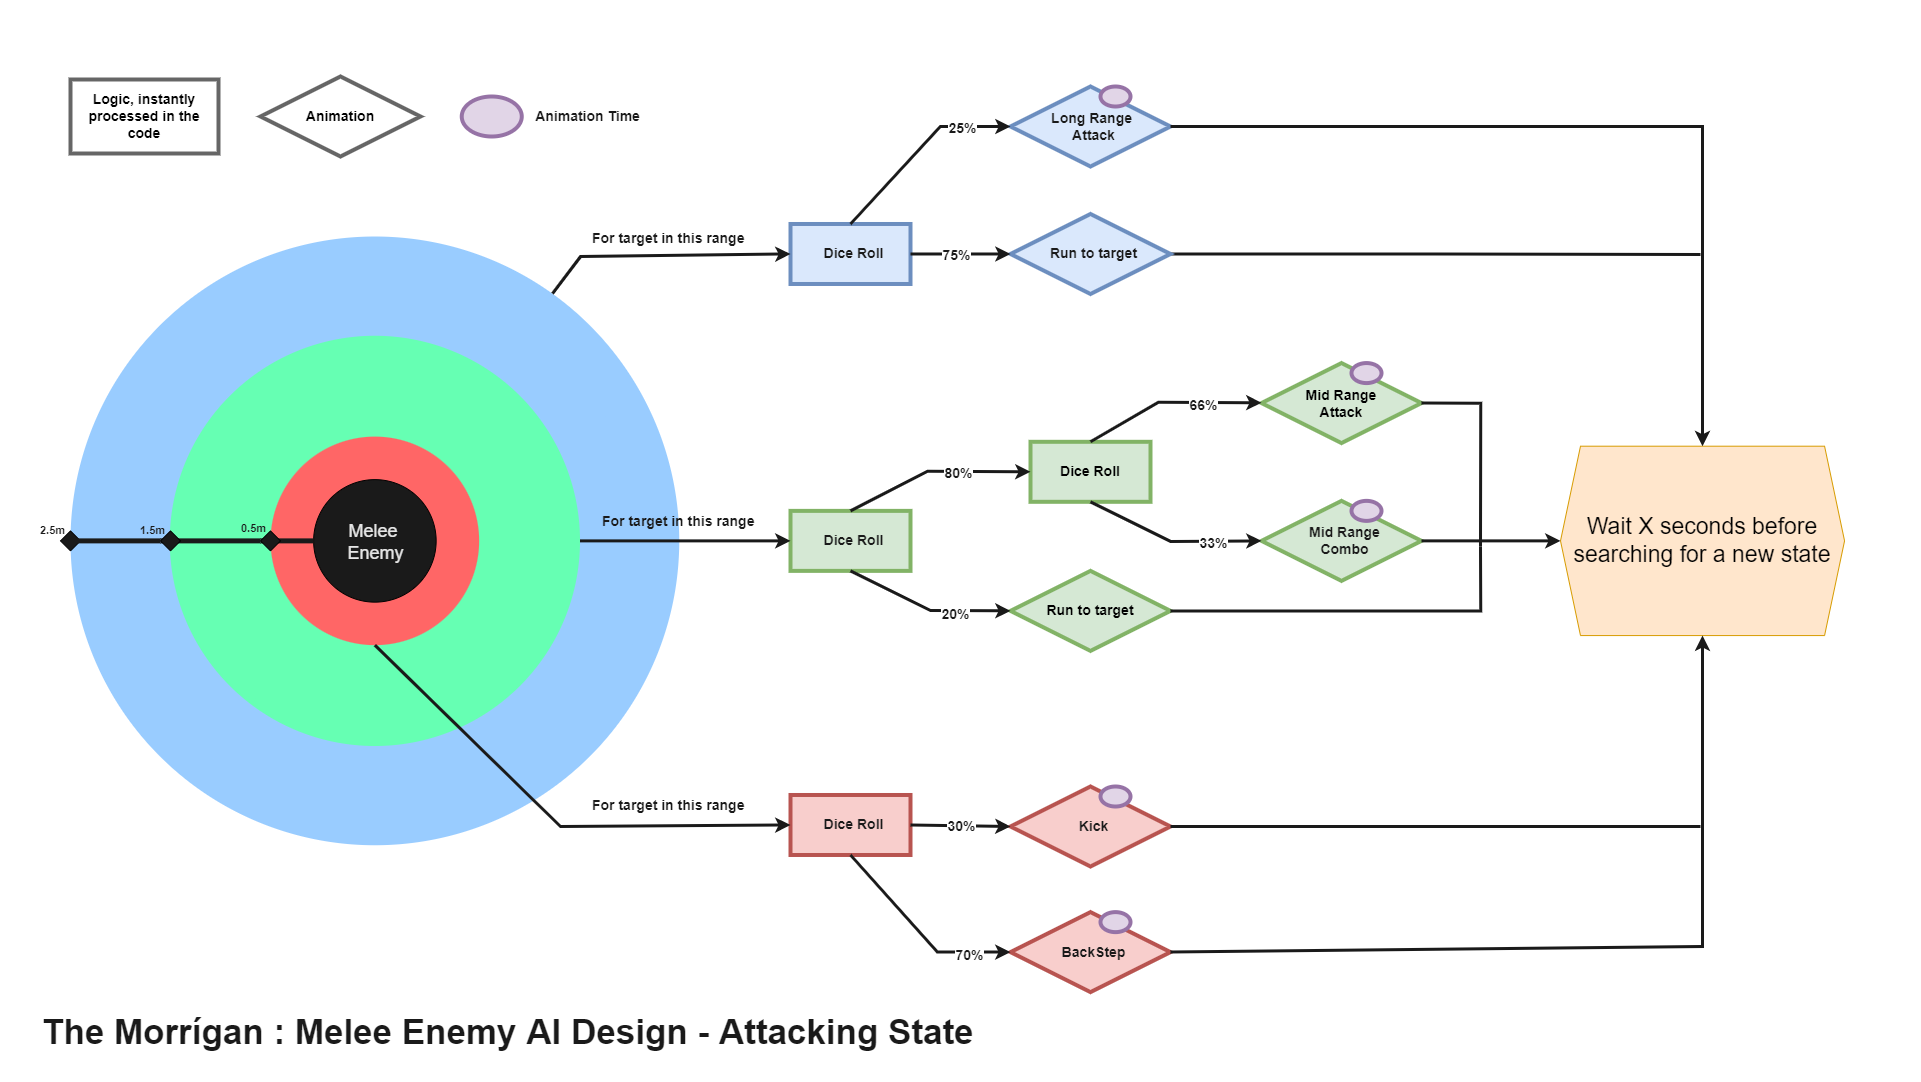 Logic, instantly
processed in the
code
Animation
Animation Time
Long Range
Attack
25%
For target in this range
Dice Roll
75%
Run to target
Mid Range
Attack
66%
Dice Roll
80%
For target in this range
Dice Roll
33%
Mid Range
Combo
20%
Run to target
Wait X seconds before
searching for a new state
2.5m
1.5m
0.5m
Melee
Enemy
For target in this range
Dice Roll
30%
Kick
70%
BackStep
The Morrígan : Melee Enemy AI Design - Attacking State